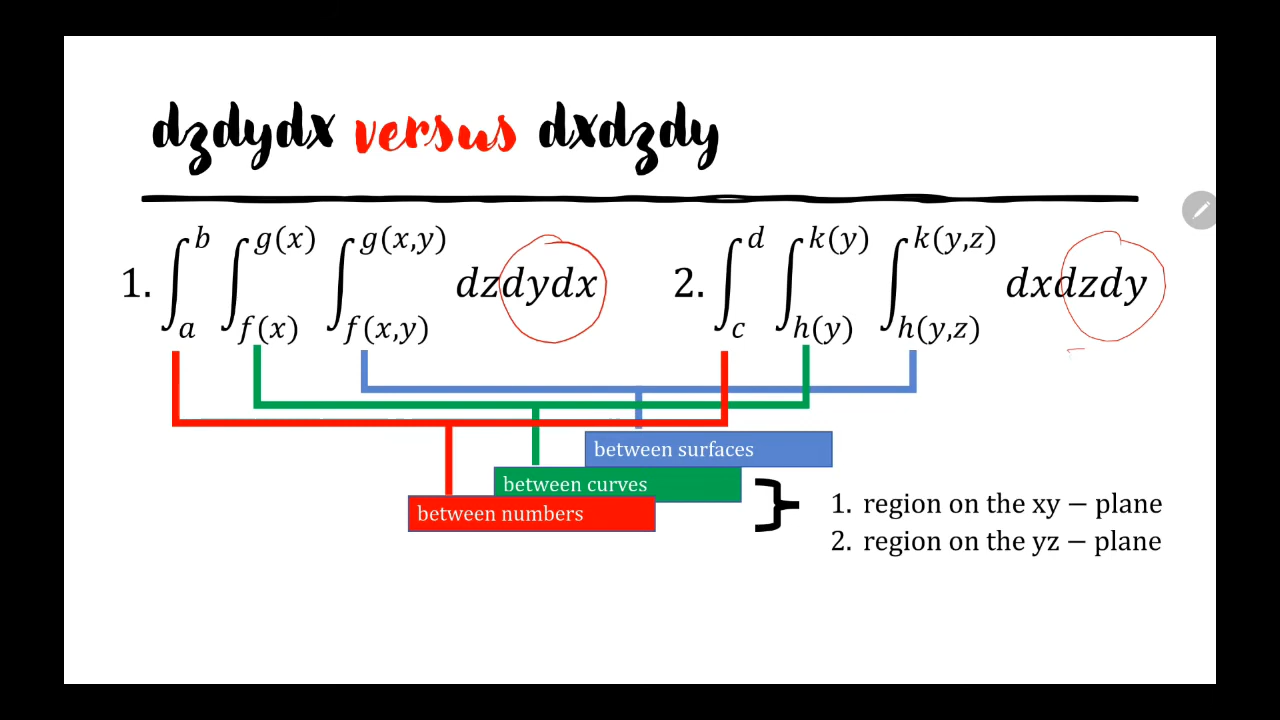 dzdydx versus dxdzdy
1. ∫_a^b ∫_{f(x)}^{g(x)} ∫_{f(x,y)}^{g(x,y)} dzdydx
2. ∫_c^d ∫_{h(y)}^{k(y)} ∫_{h(y,z)}^{k(y,z)} dxdzdy
between surfaces
between curves
between numbers
1. region on the xy − plane
2. region on the yz − plane